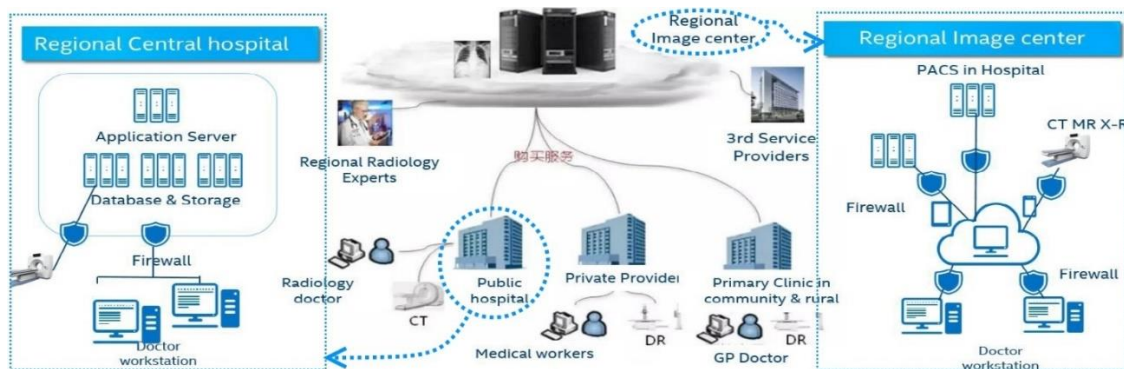 Regional Central hospital
Application Server
Database & Storage
Firewall
Doctor
workstation
Regional
Image center
Regional Radiology
Experts
3rd Service
Providers
购买服务
Radiology
doctor
CT
Public
hospital
Private Provider
Primary Clinic in
community & rural
Medical workers
DR
GP Doctor
DR
Regional Image center
PACS in Hospital
CT MR X-R
Firewall
Firewall
Doctor
workstation